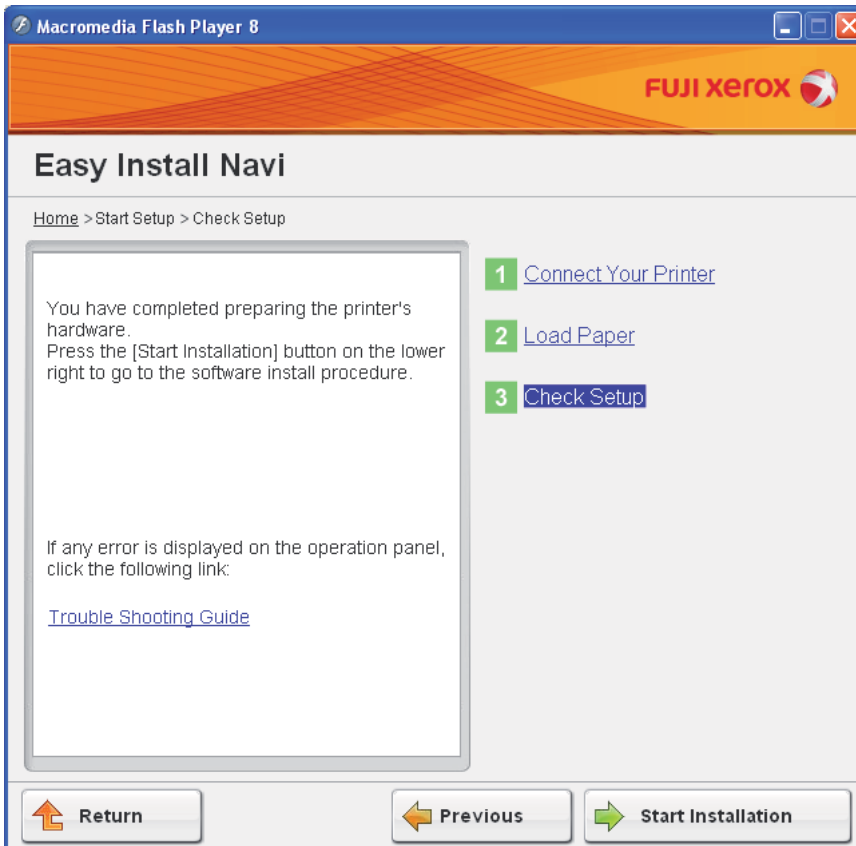 Macromedia Flash Player 8
FUJI xerox
Easy Install Navi
Home > Start Setup > Check Setup
You have completed preparing the printer's
hardware.
Press the [Start Installation] button on the lower
right to go to the software install procedure.
If any error is displayed on the operation panel,
click the following link:
Trouble Shooting Guide
1 Connect Your Printer
2 Load Paper
3 Check Setup
Return
Previous
Start Installation